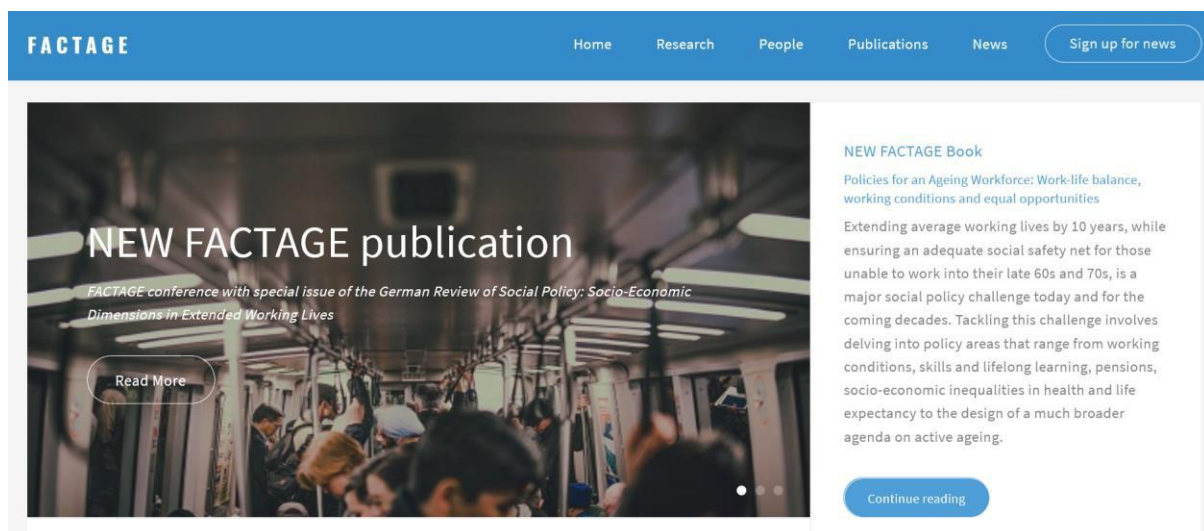 FACTAGE
Home
Research
People
Publications
News
Sign up for news
NEW FACTAGE publication
FACTAGE conference with special issue of the German Review of Social Policy: Socio-Economic
Dimensions in Extended Working Lives
Read More
NEW FACTAGE Book
Policies for an Ageing Workforce: Work-life balance,
working conditions and equal opportunities
Extending average working lives by 10 years, while
ensuring an adequate social safety net for those
unable to work into their late 60s and 70s, is a
major social policy challenge today and for the
coming decades. Tackling this challenge involves
delving into policy areas that range from working
conditions, skills and lifelong learning, pensions,
socio-economic inequalities in health and life
expectancy to the design of a much broader
agenda on active ageing.
Continue reading